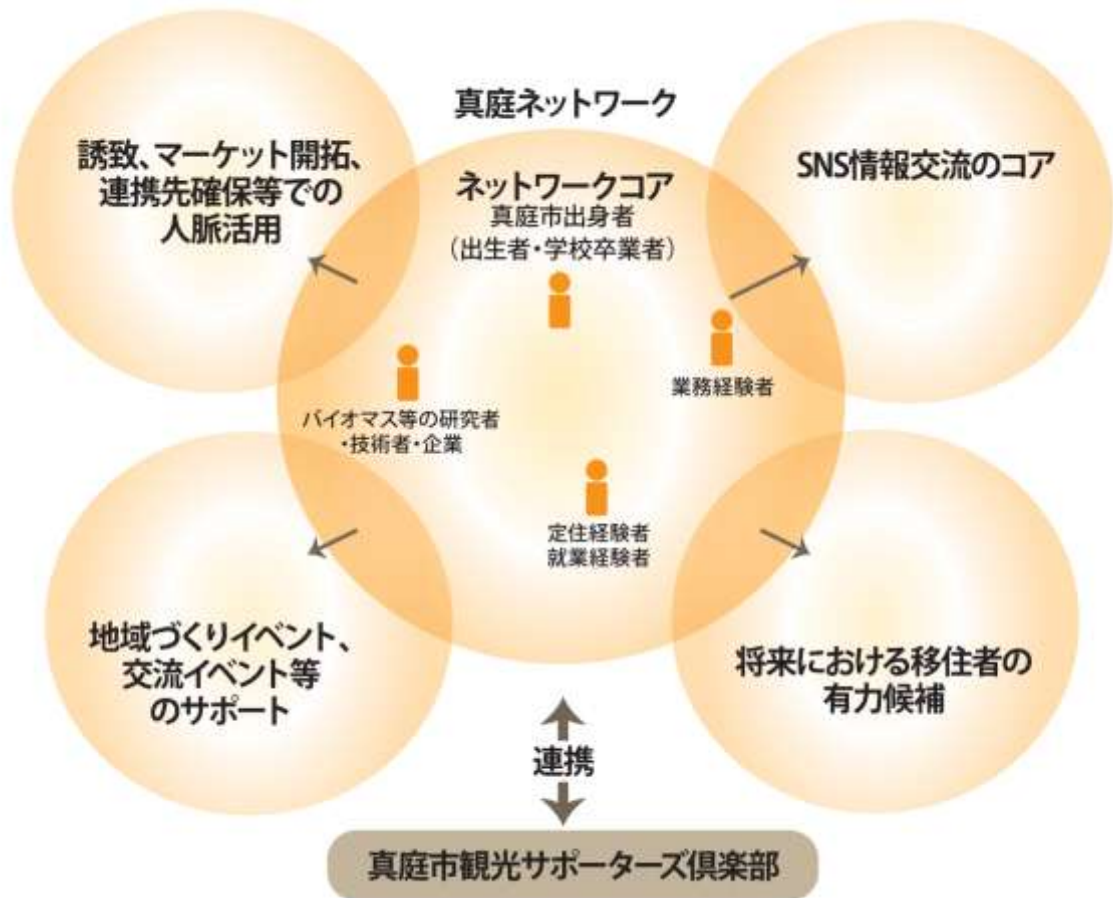 真庭ネットワーク
誘致、マーケット開拓、
連携先確保等での
人脈活用
SNS情報交流のコア
ネットワークコア
真庭市出身者
（出生者・学校卒業者）
業務経験者
バイオマス等の研究者
・技術者・企業
定住経験者
就業経験者
地域づくりイベント、
交流イベント等
のサポート
将来における移住者の
有力候補
連携
真庭市観光サポーターズ倶楽部